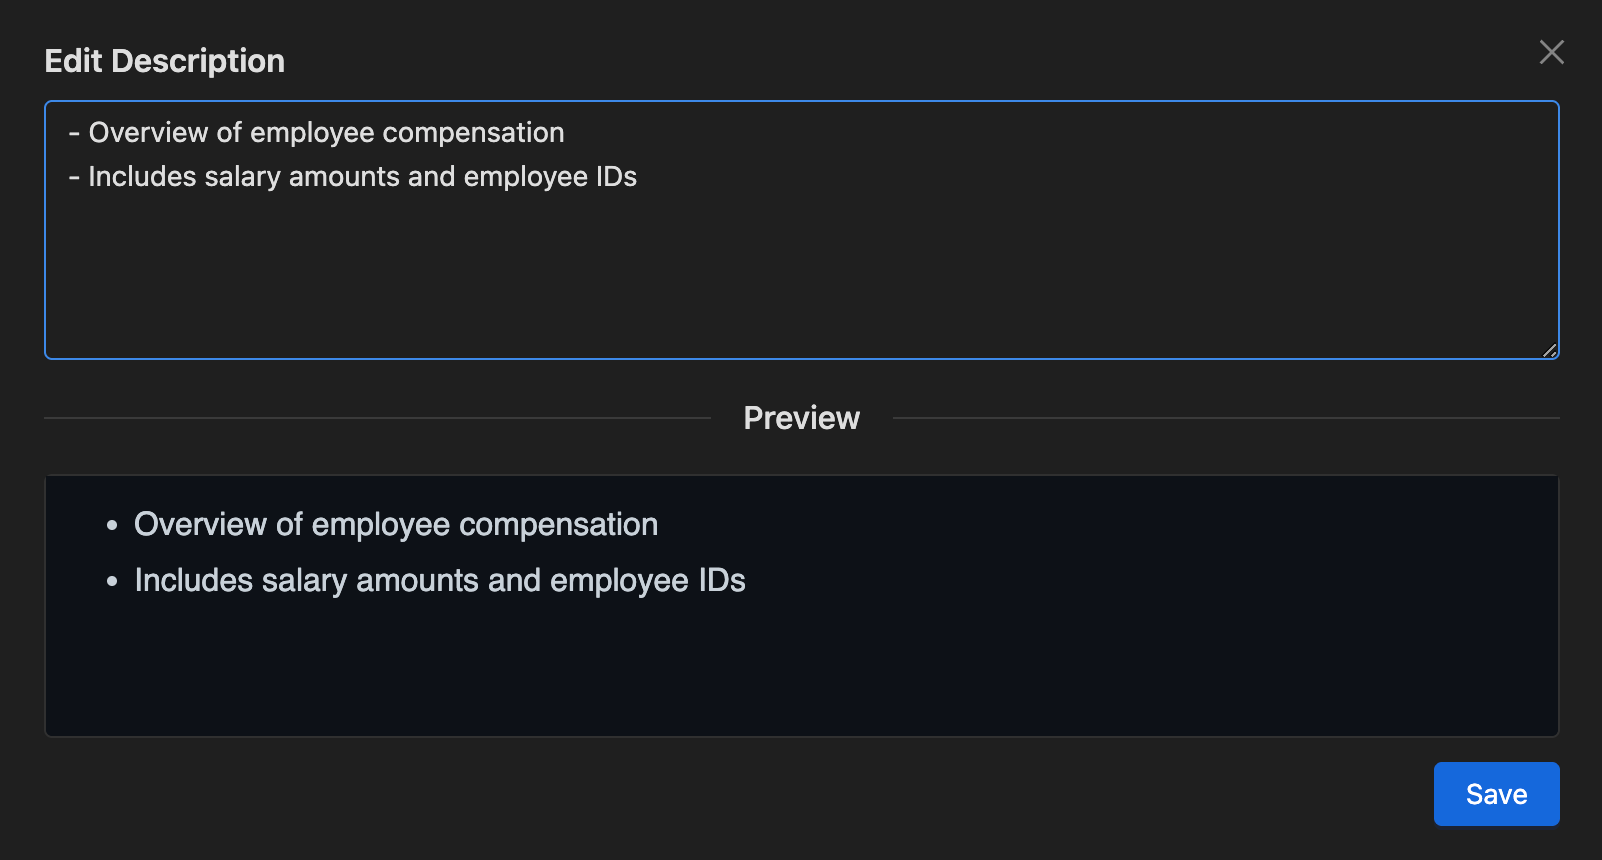 Edit Description
- Overview of employee compensation
- Includes salary amounts and employee IDs
Preview
• Overview of employee compensation
• Includes salary amounts and employee IDs
Save